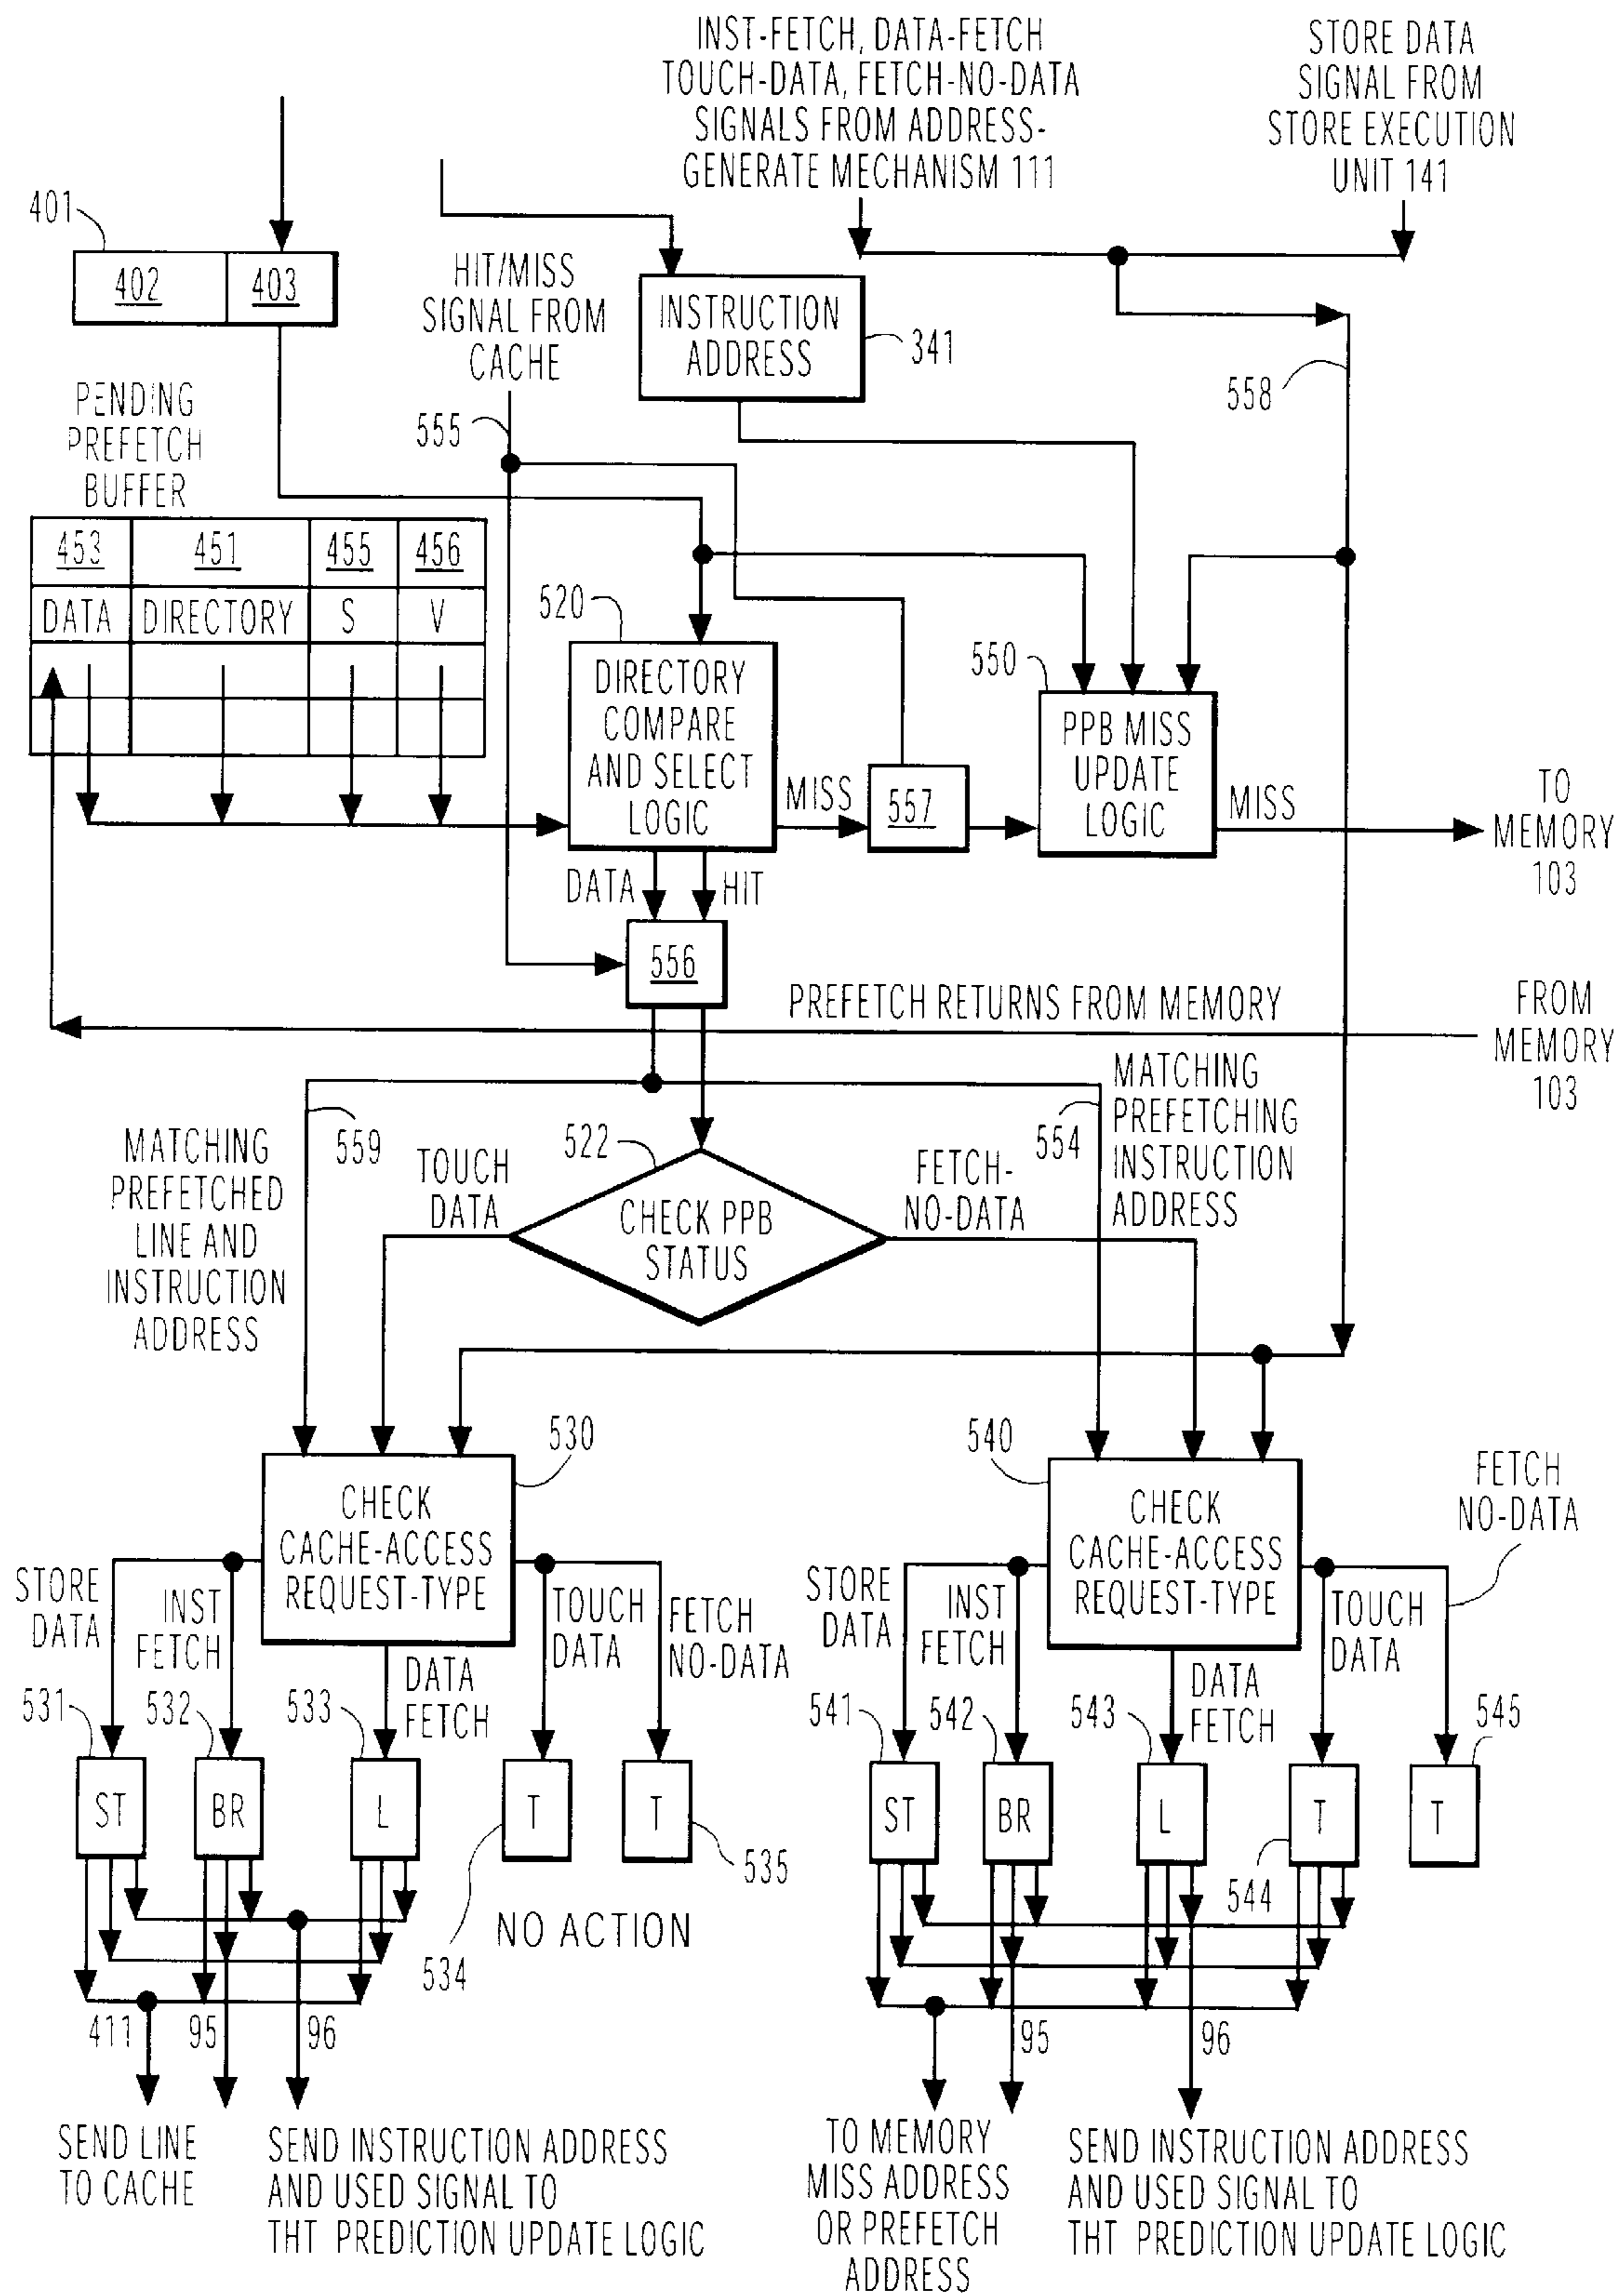 INST-FETCH, DATA-FETCH
TOUCH-DATA, FETCH-NO-DATA
SIGNALS FROM ADDRESS-
GENERATE MECHANISM 111
STORE DATA
SIGNAL FROM
STORE EXECUTION
UNIT 141
401
402
403
HIT/MISS
SIGNAL FROM
CACHE
INSTRUCTION
ADDRESS
341
558
555
PENDING
PREFETCH
BUFFER
453
451
455
456
DATA
DIRECTORY
S
V
520
DIRECTORY
COMPARE
AND SELECT
LOGIC
MISS
557
550
PPB MISS
UPDATE
LOGIC
MISS
TO
MEMORY
103
DATA
HIT
556
PREFETCH RETURNS FROM MEMORY
FROM
MEMORY
103
559
MATCHING
PREFETCHED
LINE AND
INSTRUCTION
ADDRESS
TOUCH
DATA
522
CHECK PPB
STATUS
FETCH-
NO-DATA
554
MATCHING
PREFETCHING
INSTRUCTION
ADDRESS
530
CHECK
CACHE-ACCESS
REQUEST-TYPE
540
CHECK
CACHE-ACCESS
REQUEST-TYPE
FETCH
NO-DATA
STORE
DATA
INST
FETCH
DATA
FETCH
TOUCH
DATA
FETCH
NO-DATA
STORE
DATA
INST
FETCH
DATA
FETCH
TOUCH
DATA
531
532
533
541
542
543
545
ST
BR
L
T
T
ST
BR
L
T
T
535
544
NO ACTION
534
411
95
96
95
96
SEND LINE
TO CACHE
SEND INSTRUCTION ADDRESS
AND USED SIGNAL TO
THT PREDICTION UPDATE LOGIC
TO MEMORY
MISS ADDRESS
OR PREFETCH
ADDRESS
SEND INSTRUCTION ADDRESS
AND USED SIGNAL TO
THT PREDICTION UPDATE LOGIC